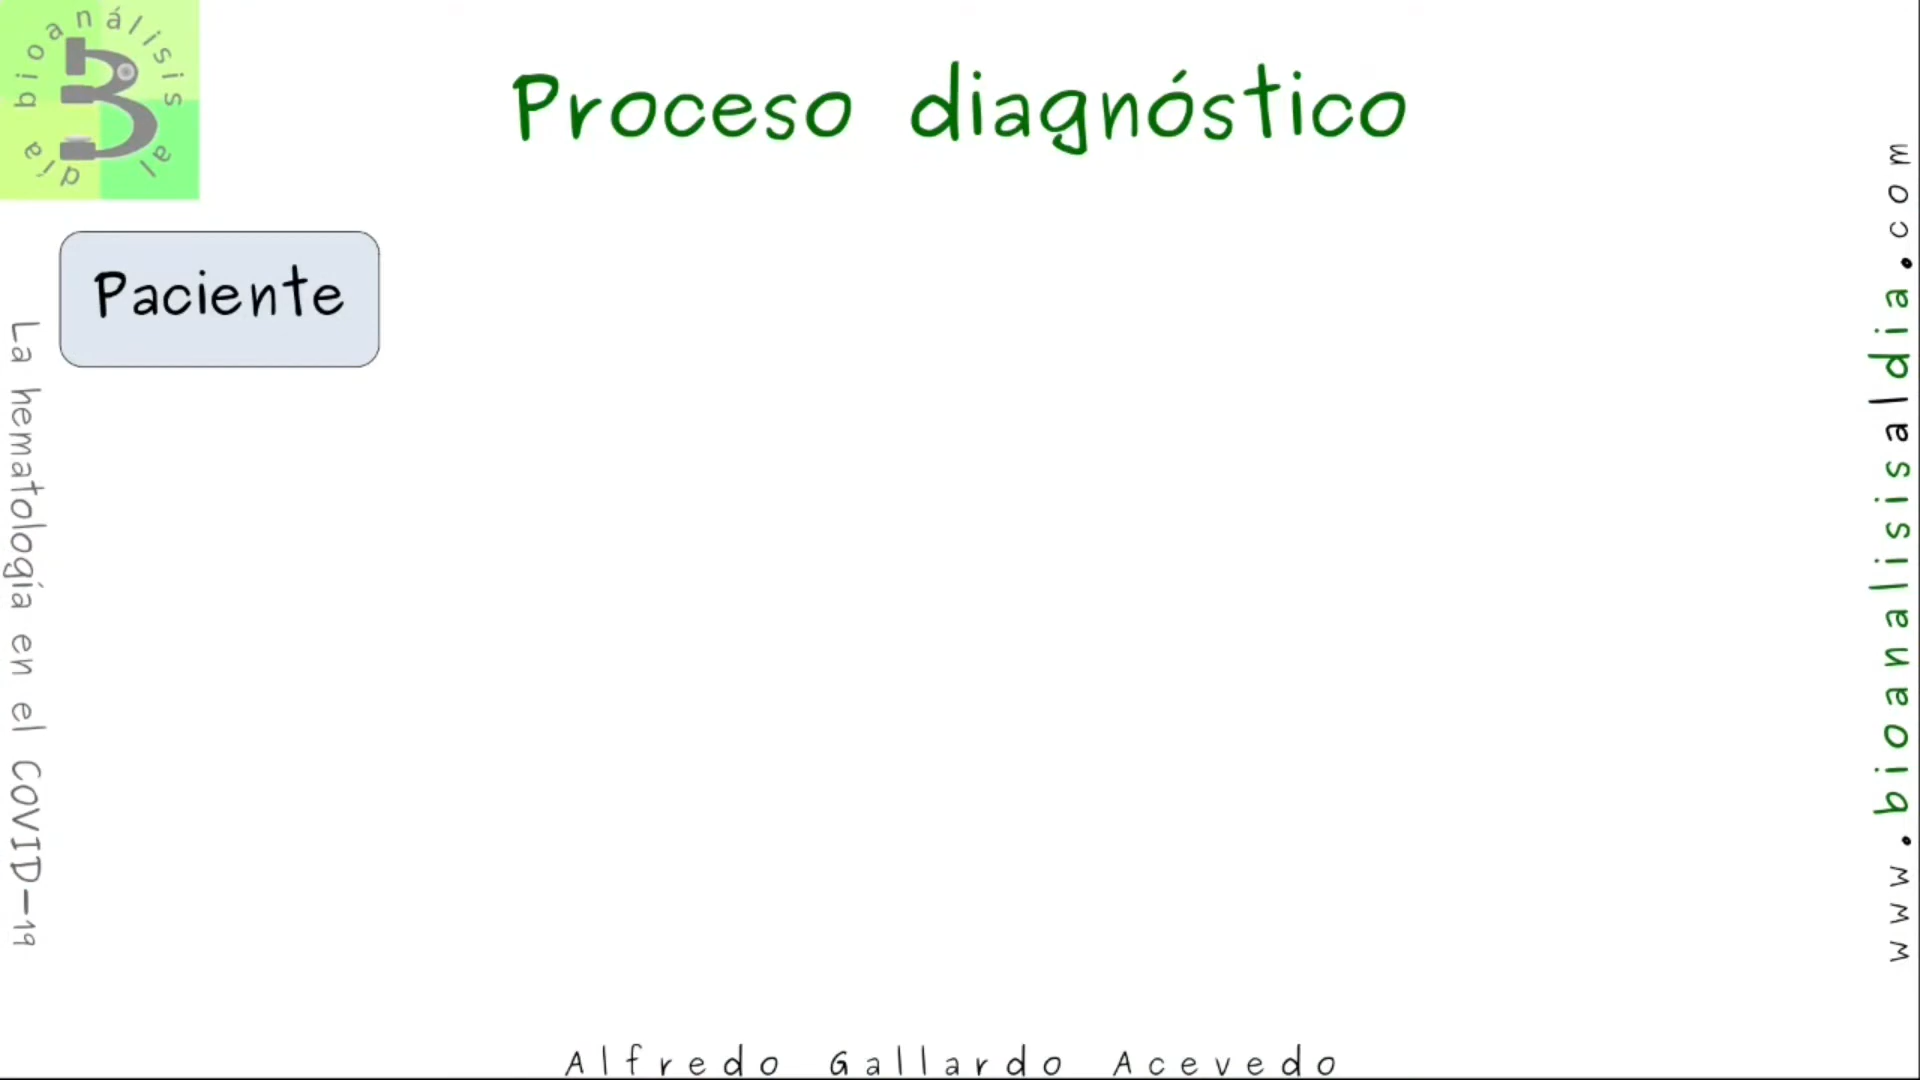 bioanálisis al día
Proceso diagnóstico
Paciente
La hematología en el COVID-19
www.bioanalisisaldia.com
Alfredo Gallardo Acevedo